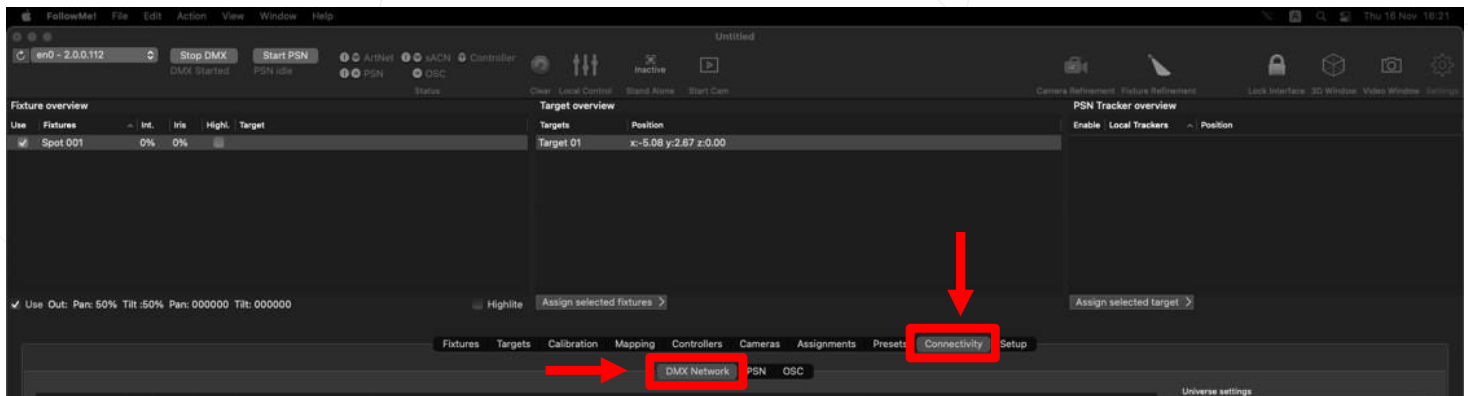 FollowMe! File Edit Action View Window Help Thu 16 Nov 16:21
Untitled
en0 - 2.0.0.112 Stop DMX Start PSN ArtNet sACN Controller
DMX Started PSN idle PSN OSC Inactive
Status Clear Local Control Stand Alone Start Cam Camera Refinement Fixture Refinement Lock Interface 3D Window Video Window Settings
Fixture overview Target overview PSN Tracker overview
Use Fixtures Int. Iris Highl. Target Targets Position Enable Local Trackers Position
Spot 001 0% 0% Target 01 x:-5.08 y:2.67 z:0.00
Use Out: Pan: 50% Tilt :50% Pan: 000000 Tilt: 000000 Highlite Assign selected fixtures > Assign selected target >
Fixtures Targets Calibration Mapping Controllers Cameras Assignments Presets Connectivity Setup
DMX Network PSN OSC
Universe settings